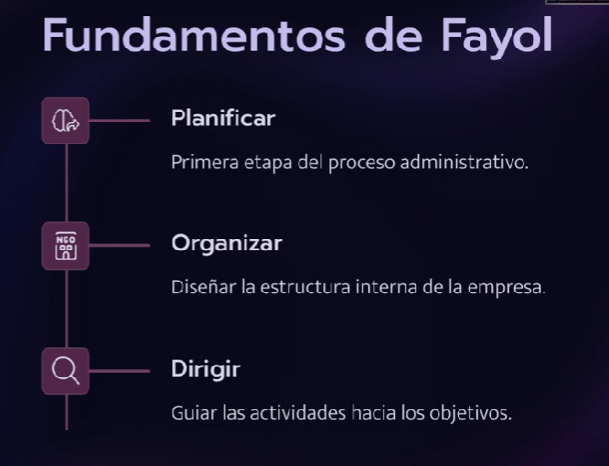 Fundamentos de Fayol
Planificar
Primera etapa del proceso administrativo.
NGO
Organizar
Diseñar la estructura interna de la empresa.
Dirigir
Guiar las actividades hacia los objetivos.